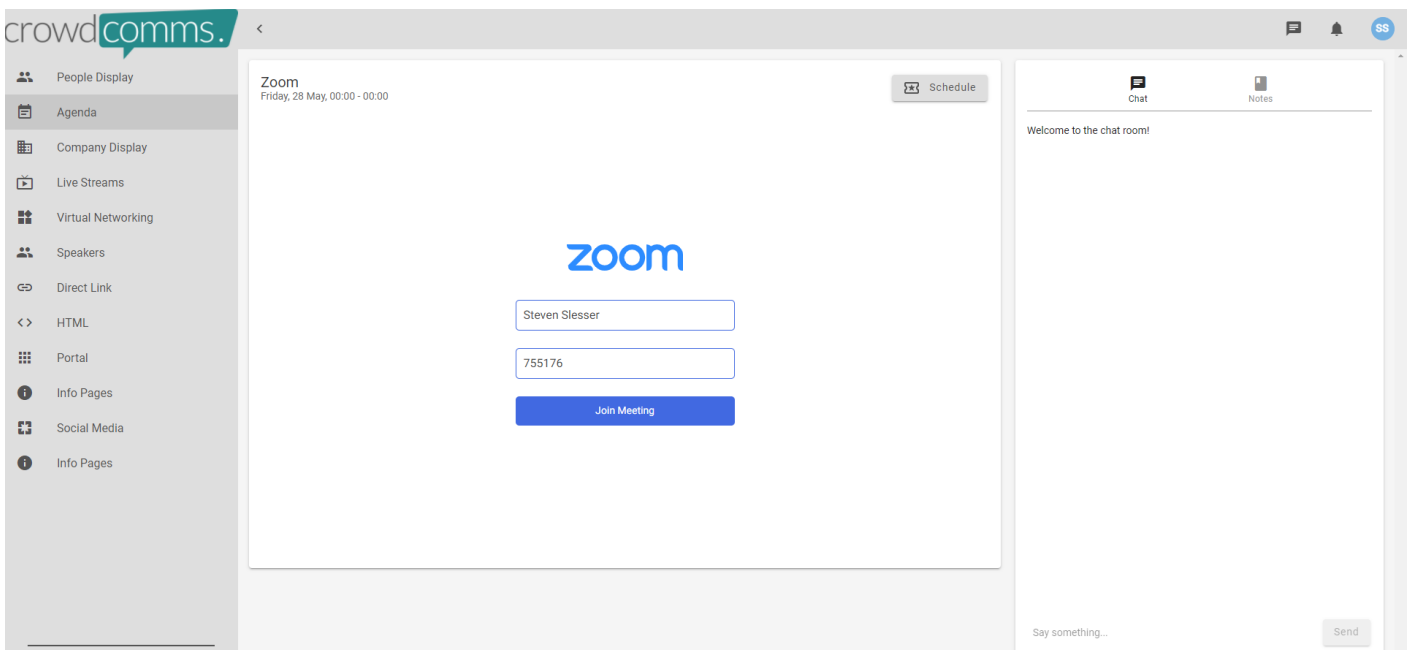 crowdcomms.
SS
People Display
Agenda
Company Display
Live Streams
Virtual Networking
Speakers
Direct Link
HTML
Portal
Info Pages
Social Media
Info Pages
Zoom
Friday, 28 May, 00:00 - 00:00
Schedule
zoom
Steven Slesser
755176
Join Meeting
Chat
Notes
Welcome to the chat room!
Say something...
Send